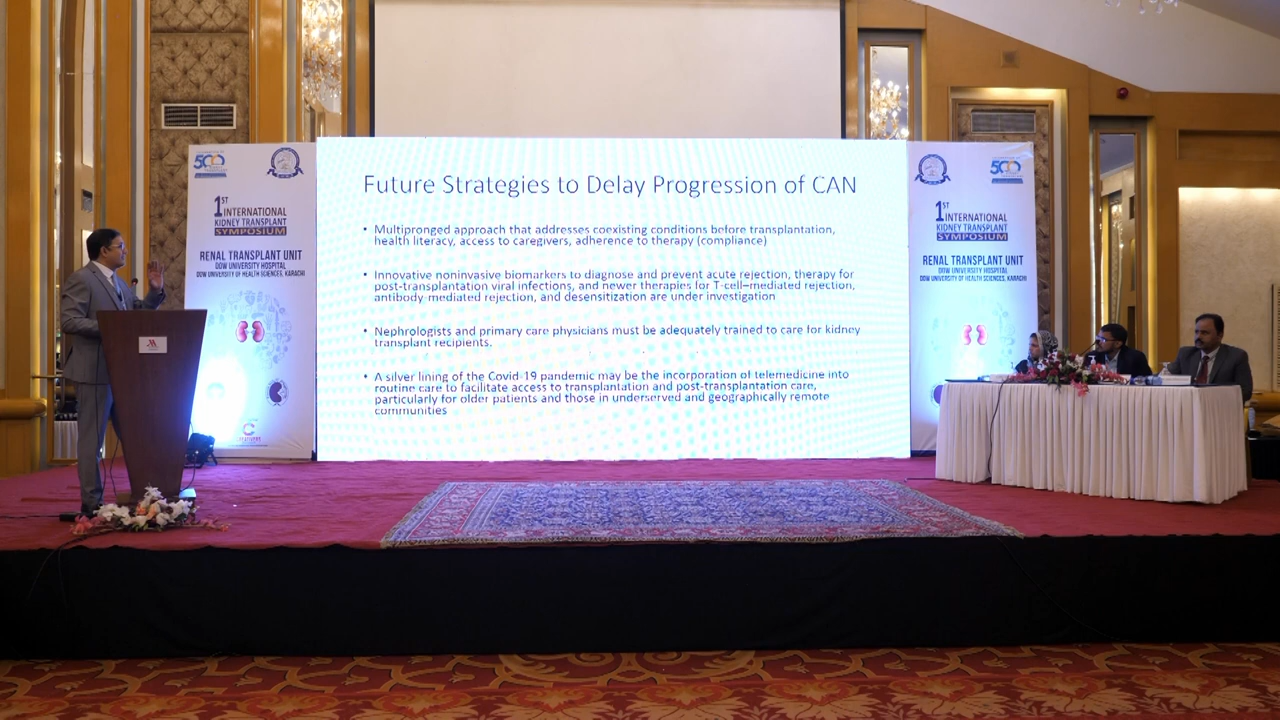 500
1ST
INTERNATIONAL
KIDNEY TRANSPLANT
SYMPOSIUM
RENAL TRANSPLANT UNIT
DOW UNIVERSITY HOSPITAL
DOW UNIVERSITY OF HEALTH SCIENCES, KARACHI
Future Strategies to Delay Progression of CAN
• Multipronged approach that addresses coexisting conditions before transplantation,
health literacy, access to caregivers, adherence to therapy (compliance)
• Innovative noninvasive biomarkers to diagnose and prevent acute rejection, therapy for
post-transplantation viral infections, and newer therapies for T-cell–mediated rejection,
antibody-mediated rejection, and desensitization are under investigation
• Nephrologists and primary care physicians must be adequately trained to care for kidney
transplant recipients.
• A silver lining of the Covid-19 pandemic may be the incorporation of telemedicine into
routine care to facilitate access to transplantation and post-transplantation care,
particularly for older patients and those in underserved and geographically remote
communities
500
1ST
INTERNATIONAL
KIDNEY TRANSPLANT
SYMPOSIUM
RENAL TRANSPLANT UNIT
DOW UNIVERSITY HOSPITAL
DOW UNIVERSITY OF HEALTH SCIENCES, KARACHI